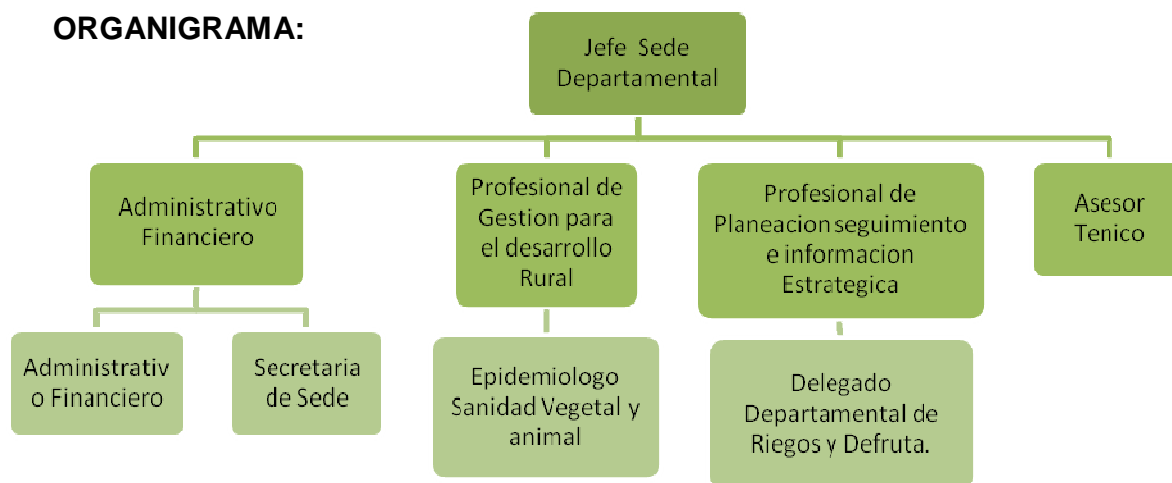 ORGANIGRAMA:
Jefe Sede
Departamental
Administrativo
Financiero
Profesional de
Gestion para
el desarrollo
Rural
Profesional de
Planeacion seguimiento
e informacion
Estrategica
Asesor
Tenico
Administrativ
o Financiero
Secretaria
de Sede
Epidemiologo
Sanidad Vegetal y
animal
Delegado
Departamental de
Riegos y Defruta.